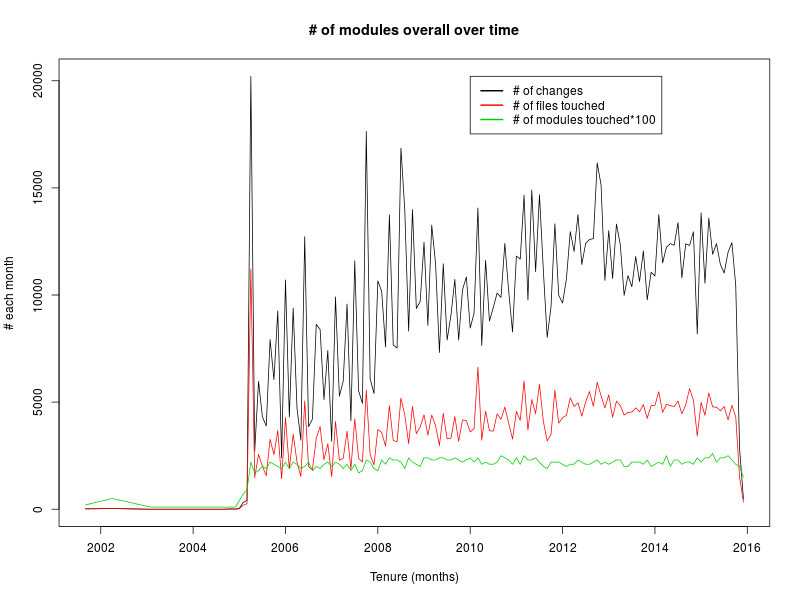 # of modules overall over time
# of changes
# of files touched
# of modules touched*100
# each month
20000
15000
10000
5000
0
2002 2004 2006 2008 2010 2012 2014 2016
Tenure (months)